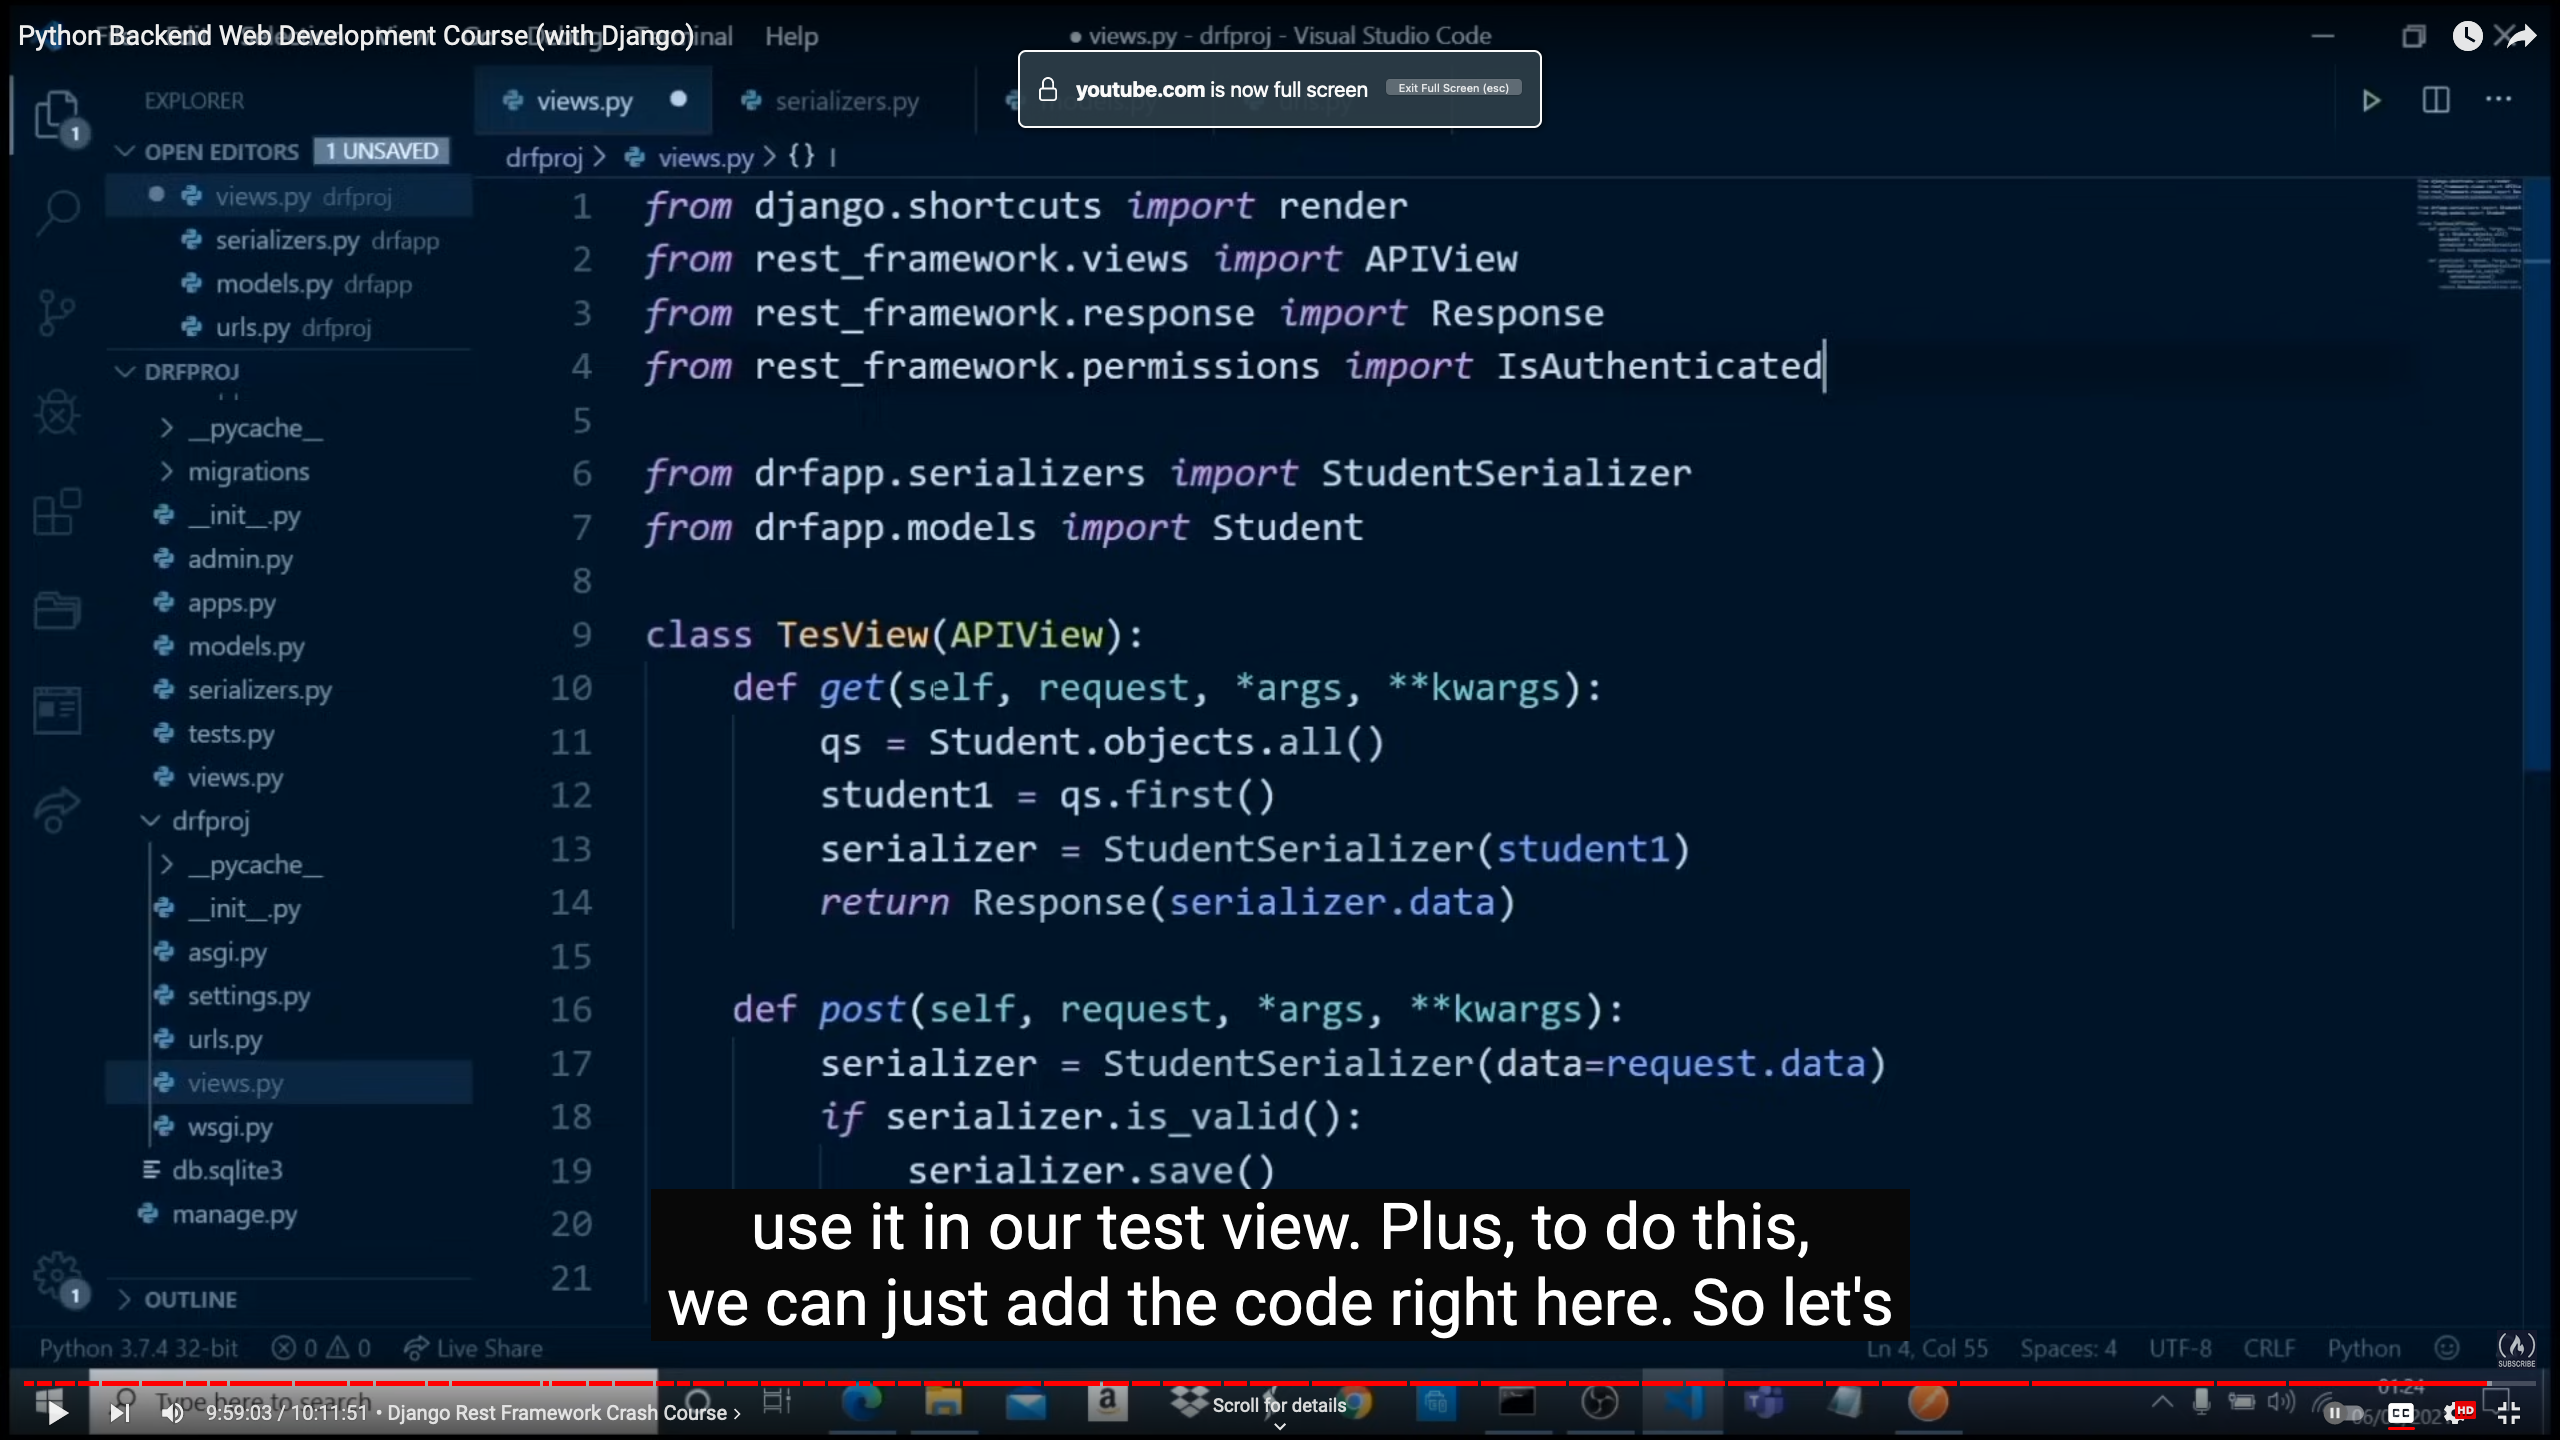 Python Backend Web Development Course (with Django)
Help
views.py - drfproj - Visual Studio Code
youtube.com is now full screen
Exit Full Screen (esc)
EXPLORER
views.py
serializers.py
1
OPEN EDITORS
1 UNSAVED
drfproj > views.py > {}
views.py drfproj
serializers.py drfapp
models.py drfapp
urls.py drfproj
DRFPROJ
__pycache__
migrations
__init__.py
admin.py
apps.py
models.py
serializers.py
tests.py
views.py
drfproj
__pycache__
__init__.py
asgi.py
settings.py
urls.py
views.py
wsgi.py
db.sqlite3
manage.py
OUTLINE
1
1 from django.shortcuts import render
2 from rest_framework.views import APIView
3 from rest_framework.response import Response
4 from rest_framework.permissions import IsAuthenticated
5
6 from drfapp.serializers import StudentSerializer
7 from drfapp.models import Student
8
9 class TesView(APIView):
10 def get(self, request, *args, **kwargs):
11 qs = Student.objects.all()
12 student1 = qs.first()
13 serializer = StudentSerializer(student1)
14 return Response(serializer.data)
15
16 def post(self, request, *args, **kwargs):
17 serializer = StudentSerializer(data=request.data)
18 if serializer.is_valid():
19 serializer.save()
20
21
use it in our test view. Plus, to do this,
we can just add the code right here. So let's
Python 3.7.4 32-bit 0 0 Live Share
Ln 4, Col 55 Spaces: 4 UTF-8 CRLF Python
SUBSCRIBE
Type here to search
01:24
9:59:03 / 10:11:51 • Django Rest Framework Crash Course >
Scroll for details
CC
HD